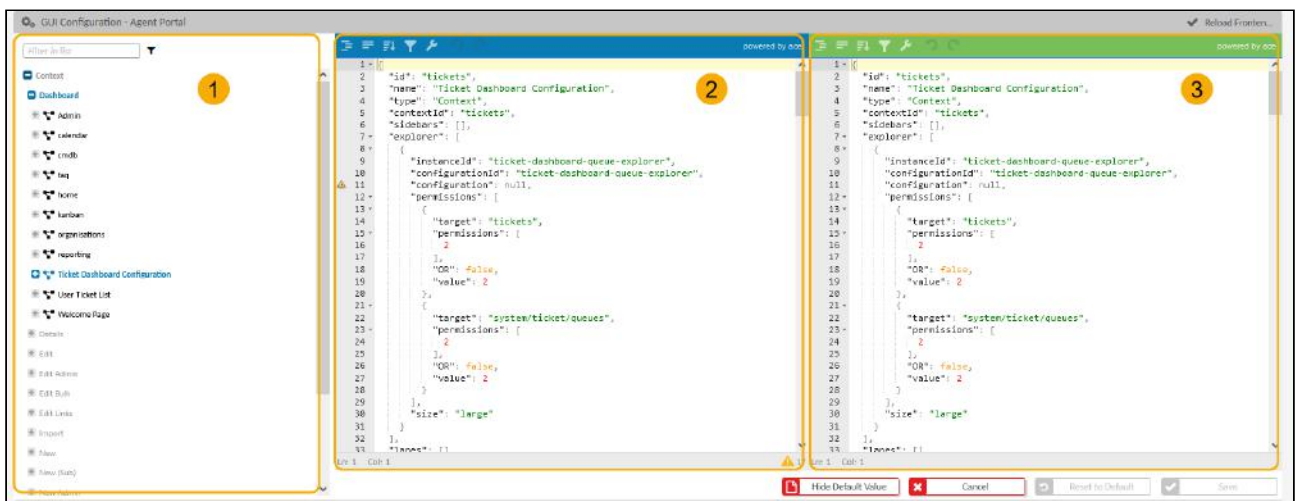 GUI Configuration - Agent Portal
Reload Fronten...
Filter in list
1
Context
Dashboard
Admin
calendar
cmdb
faq
home
kanban
organisations
reporting
Ticket Dashboard Configuration
User Ticket List
Welcome Page
Details
Edit
Edit Admin
Edit Bulk
Edit Links
Import
New
New (Sub)
New Admin
powered by ace
2
1 {
2 "id": "tickets",
3 "name": "Ticket Dashboard Configuration",
4 "type": "Context",
5 "contextId": "tickets",
6 "sidebars": [],
7 "explorer": [
8 {
9 "instanceId": "ticket-dashboard-queue-explorer",
10 "configurationId": "ticket-dashboard-queue-explorer",
11 "configuration": null,
12 "permissions": [
13 {
14 "target": "tickets",
15 "permissions": [
16 2
17 ],
18 "OR": false,
19 "value": 2
20 },
21 {
22 "target": "system/ticket/queues",
23 "permissions": [
24 2
25 ],
26 "OR": false,
27 "value": 2
28 }
29 ],
30 "size": "large"
31 }
32 ],
33 "lanes": []
Ln: 1 Col: 1
powered by ace
3
1 {
2 "id": "tickets",
3 "name": "Ticket Dashboard Configuration",
4 "type": "Context",
5 "contextId": "tickets",
6 "sidebars": [],
7 "explorer": [
8 {
9 "instanceId": "ticket-dashboard-queue-explorer",
10 "configurationId": "ticket-dashboard-queue-explorer",
11 "configuration": null,
12 "permissions": [
13 {
14 "target": "tickets",
15 "permissions": [
16 2
17 ],
18 "OR": false,
19 "value": 2
20 },
21 {
22 "target": "system/ticket/queues",
23 "permissions": [
24 2
25 ],
26 "OR": false,
27 "value": 2
28 }
29 ],
30 "size": "large"
31 }
32 ],
33 "lanes": []
Ln: 1 Col: 1
Hide Default Value
Cancel
Reset to Default
Save